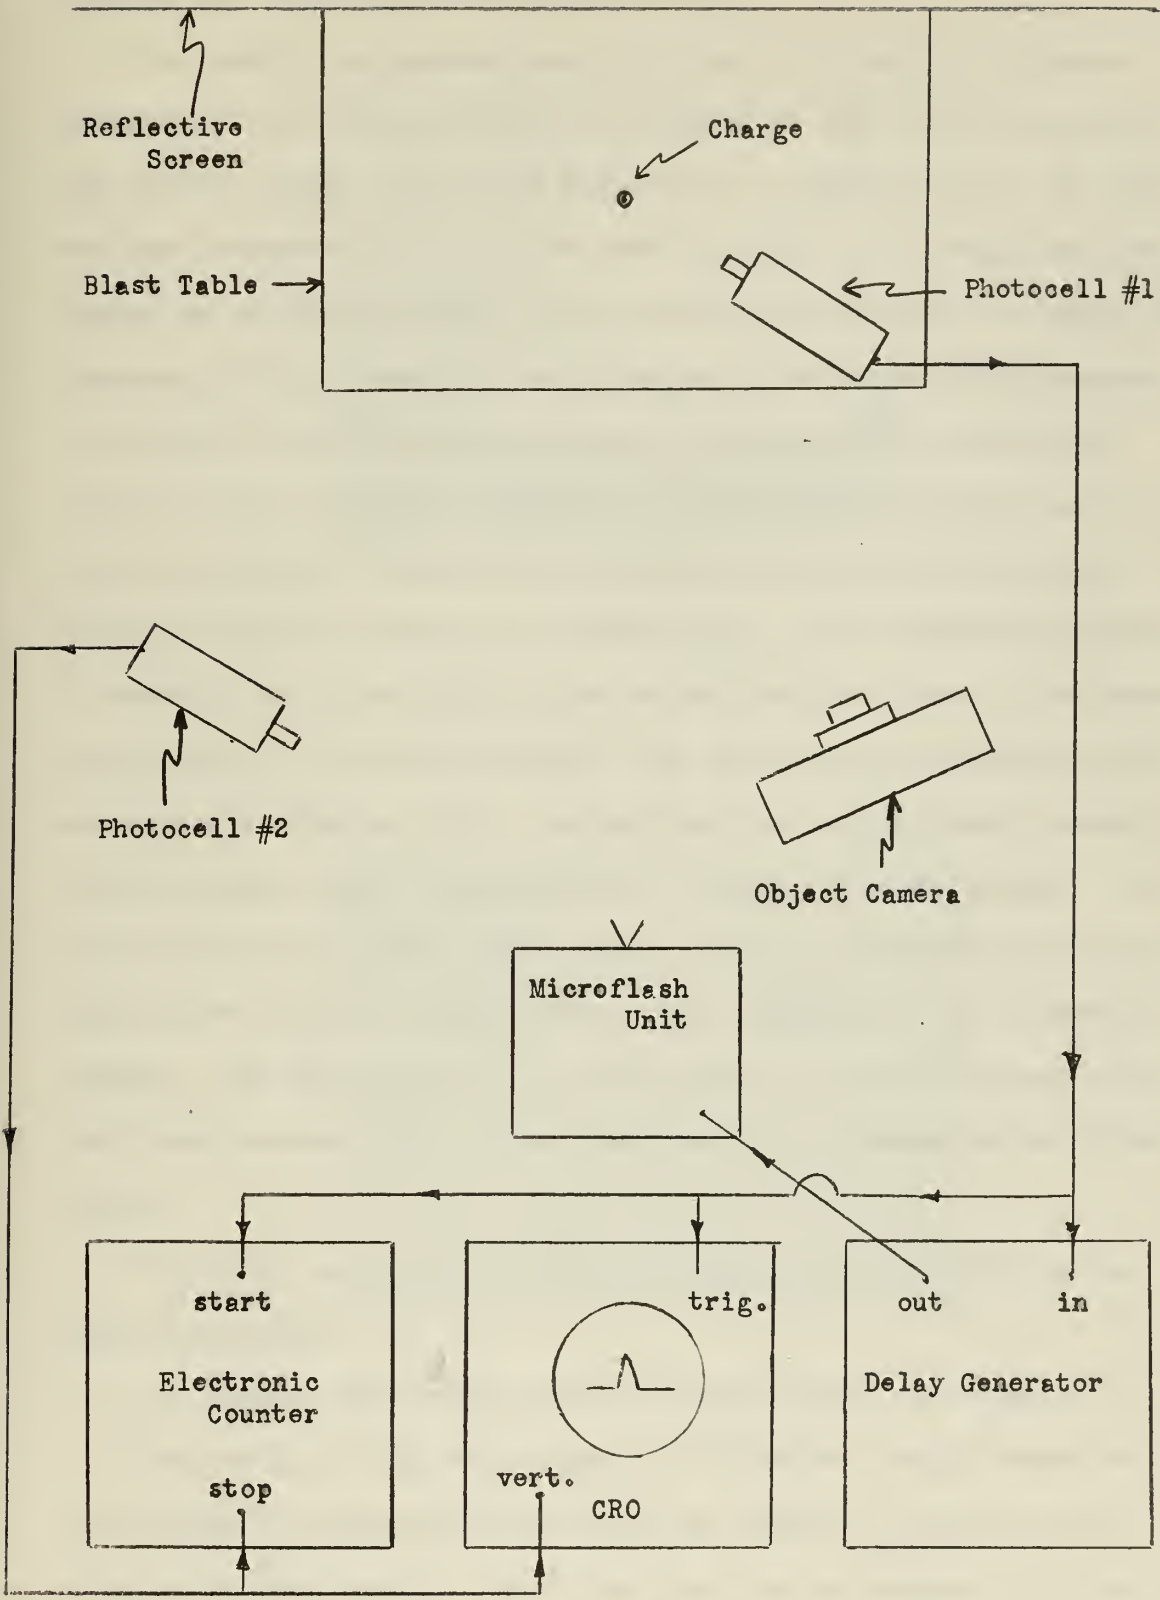 Reflective
Screen
Charge
Blast Table
Photocell #1
Photocell #2
Object Camera
Microflash
Unit
start
trig.
out
in
Electronic
Counter
Delay Generator
stop
vert.
CRO